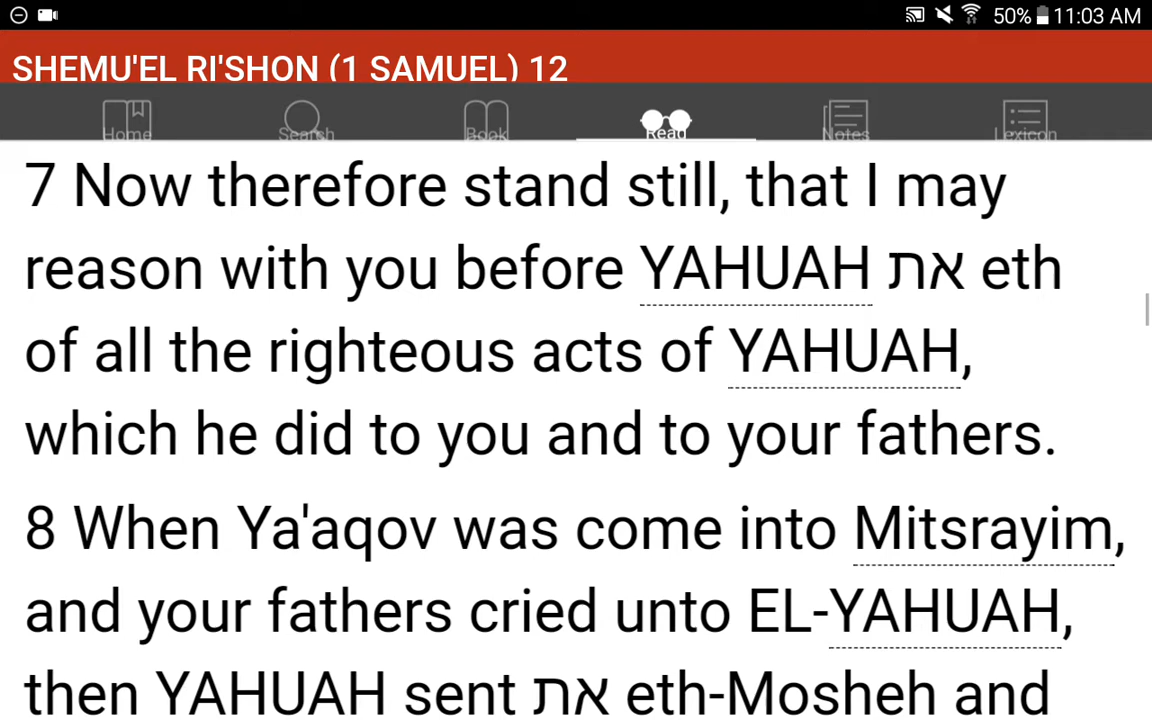 50% 11:03 AM
SHEMU'EL RI'SHON (1 SAMUEL) 12
Home Search Book Read Notes Lexicon
7 Now therefore stand still, that I may
reason with you before YAHUAH את eth
of all the righteous acts of YAHUAH,
which he did to you and to your fathers.
8 When Ya'aqov was come into Mitsrayim,
and your fathers cried unto EL-YAHUAH,
then YAHUAH sent את eth-Mosheh and